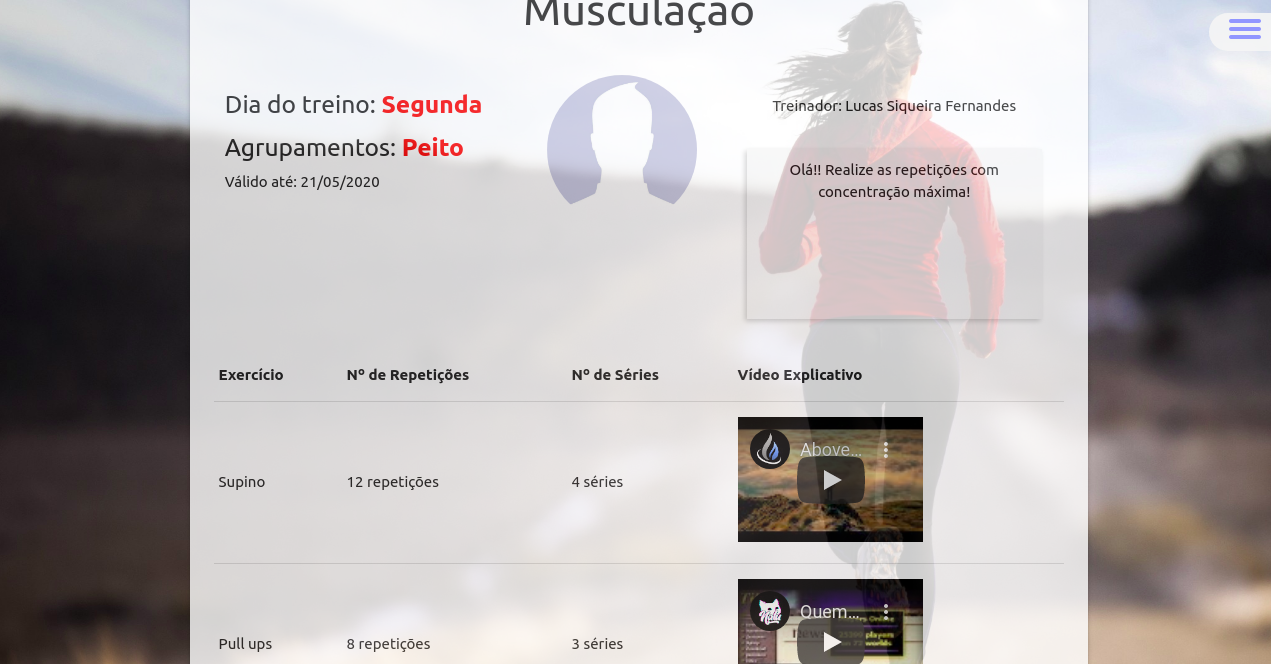 Musculação
Dia do treino: Segunda
Agrupamentos: Peito
Válido até: 21/05/2020
Treinador: Lucas Siqueira Fernandes
Olá!! Realize as repetições com
concentração máxima!
Exercício Nº de Repetições Nº de Séries Vídeo Explicativo
Supino 12 repetições 4 séries
Above...
Pull ups 8 repetições 3 séries
Quem...